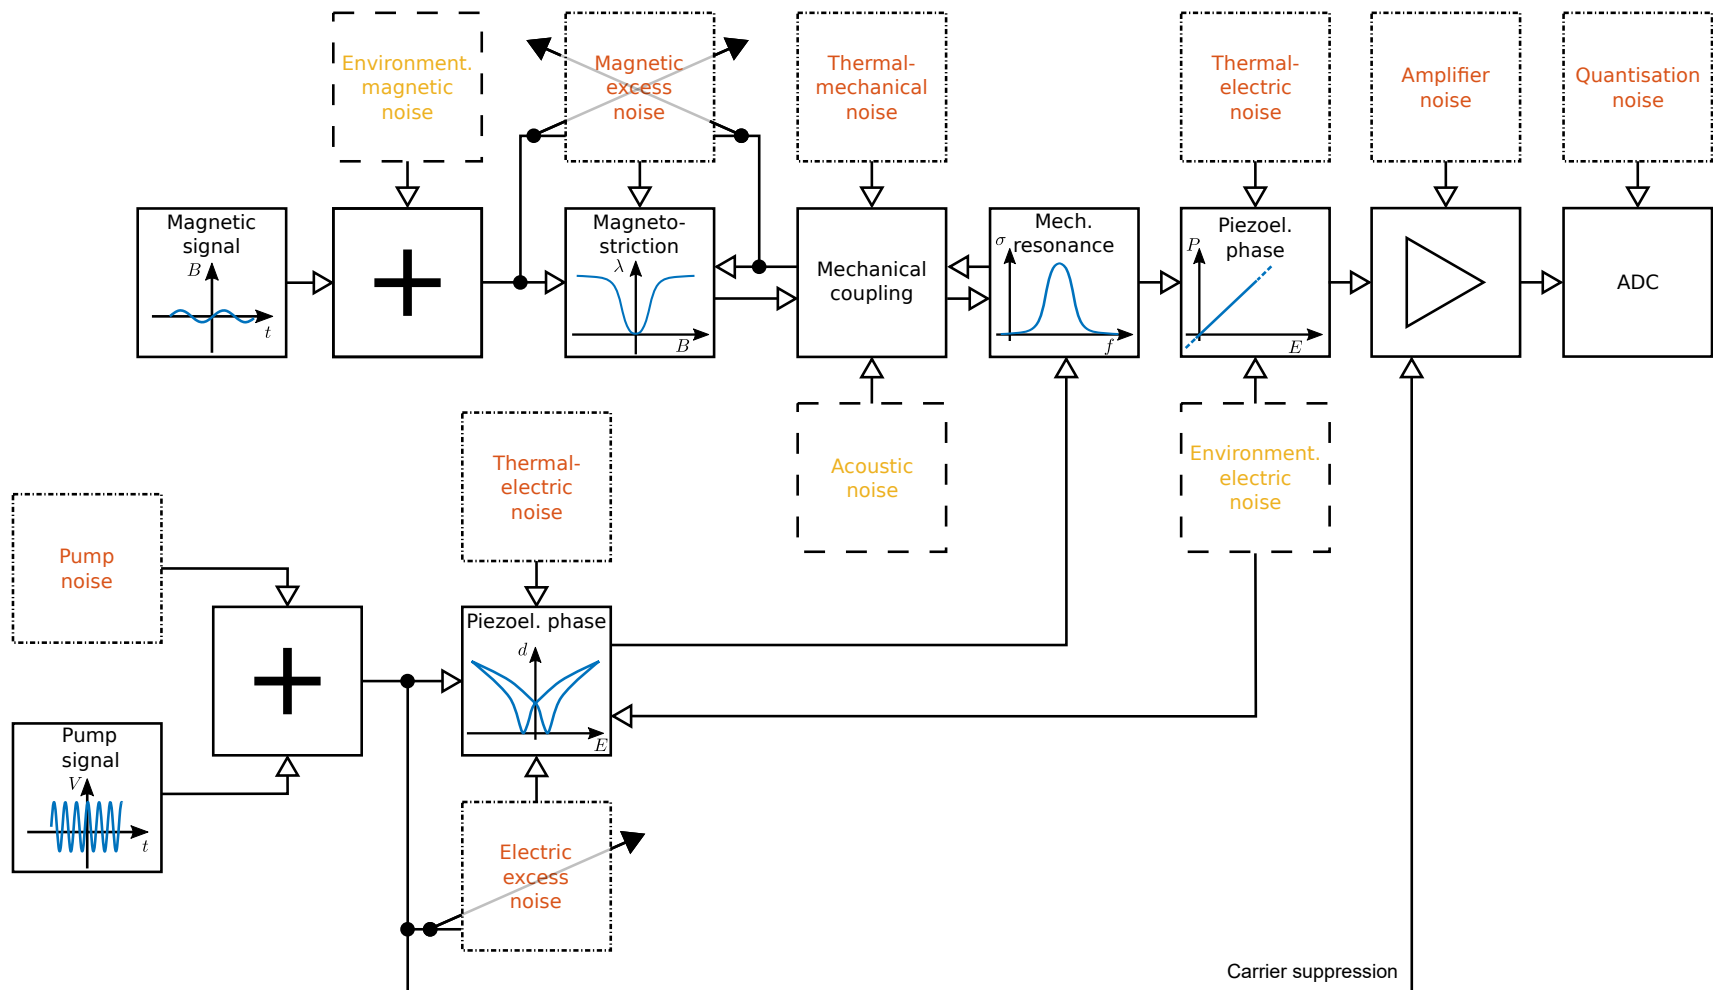 Environment.
magnetic
noise
Magnetic
excess
noise
Thermal-
mechanical
noise
Thermal-
electric
noise
Amplifier
noise
Quantisation
noise
Magnetic
signal
B
t
Magneto-
striction
λ
B
Mechanical
coupling
Mech.
resonance
σ
f
Piezoel.
phase
P
E
ADC
Thermal-
electric
noise
Acoustic
noise
Environment.
electric
noise
Pump
noise
Piezoel. phase
d
E
Pump
signal
V
t
Electric
excess
noise
Carrier suppression